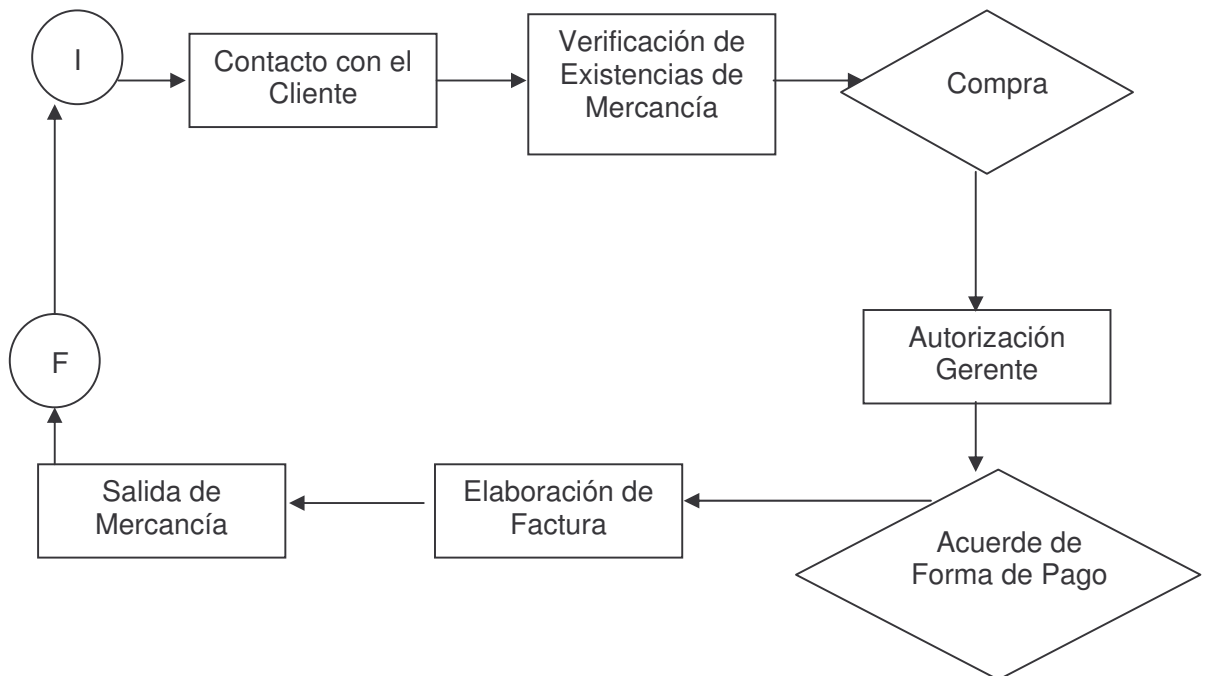 I
Contacto con el
Cliente
Verificación de
Existencias de
Mercancía
Compra
Autorización
Gerente
Acuerde de
Forma de Pago
Elaboración de
Factura
Salida de
Mercancía
F